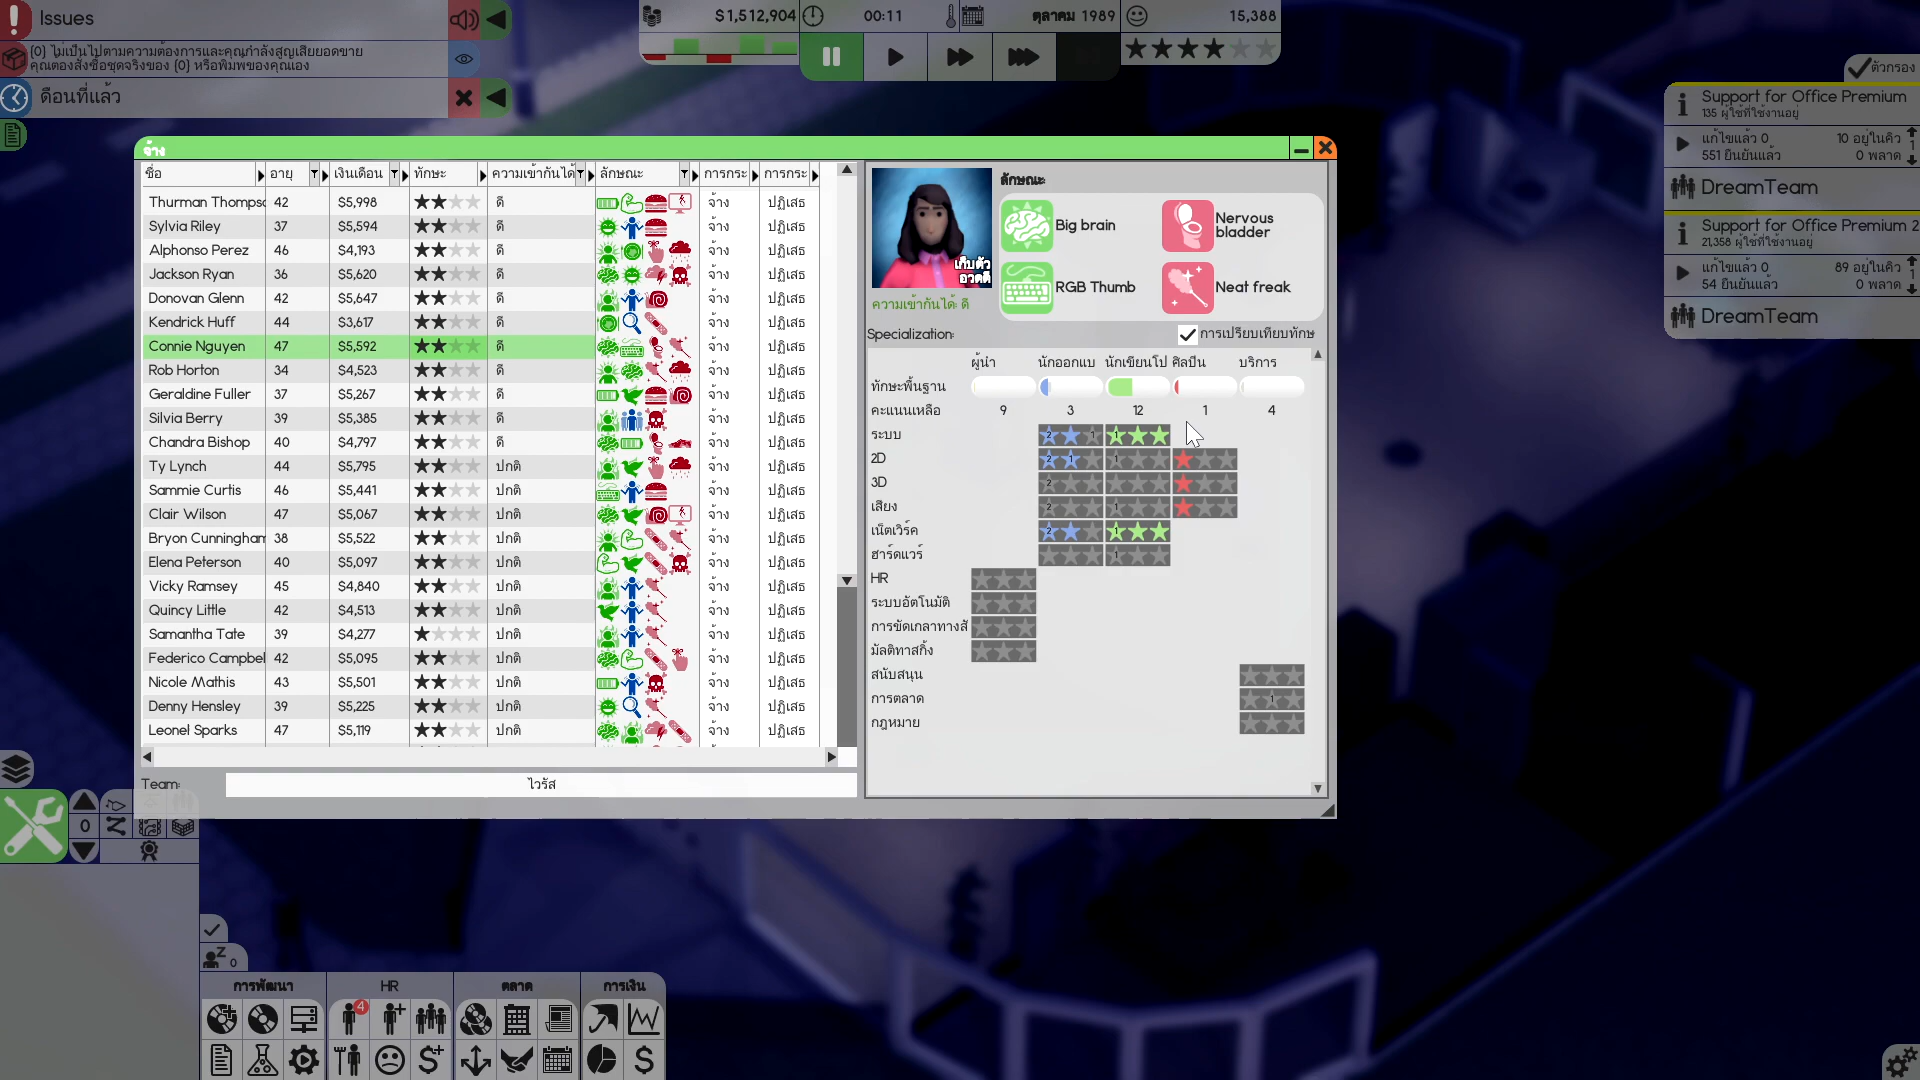 Issues
(0) ไม่เป็นไปตามความต้องการและคุณกำลังสูญเสียยอดขาย
คุณต้องสั่งซื้อชุดจริงของ (0) หรือพิมพ์ของคุณเอง
ดือนที่แล้ว
$1,512,904
00:11
ตุลาคม 1989
15,388
ตัวกรอง
Support for Office Premium
135 ผู้ใช้ที่ใช้งานอยู่
แก้ไขแล้ว 0
10 อยู่ในคิว
1
551 ยืนยันแล้ว
0 พลาด
DreamTeam
Support for Office Premium 2
21,358 ผู้ใช้ที่ใช้งานอยู่
แก้ไขแล้ว 0
89 อยู่ในคิว
1
54 ยืนยันแล้ว
0 พลาด
DreamTeam
จ้าง
ชื่อ อายุ เงินเดือน ทักษะ ความเข้ากันได้ ลักษณะ การกระ การกระ
Thurman Thompso 42 $5,998 ดี จ้าง ปฏิเสธ
Sylvia Riley 37 $5,594 ดี จ้าง ปฏิเสธ
Alphonso Perez 46 $4,193 ดี จ้าง ปฏิเสธ
Jackson Ryan 36 $5,620 ดี จ้าง ปฏิเสธ
Donovan Glenn 42 $5,647 ดี จ้าง ปฏิเสธ
Kendrick Huff 44 $3,617 ดี จ้าง ปฏิเสธ
Connie Nguyen 47 $5,592 ดี จ้าง ปฏิเสธ
Rob Horton 34 $4,523 ดี จ้าง ปฏิเสธ
Geraldine Fuller 37 $5,267 ดี จ้าง ปฏิเสธ
Silvia Berry 39 $5,385 ดี จ้าง ปฏิเสธ
Chandra Bishop 40 $4,797 ดี จ้าง ปฏิเสธ
Ty Lynch 44 $5,795 ปกติ จ้าง ปฏิเสธ
Sammie Curtis 46 $5,441 ปกติ จ้าง ปฏิเสธ
Clair Wilson 47 $5,067 ปกติ จ้าง ปฏิเสธ
Bryon Cunningham 38 $5,522 ปกติ จ้าง ปฏิเสธ
Elena Peterson 40 $5,097 ปกติ จ้าง ปฏิเสธ
Vicky Ramsey 45 $4,840 ปกติ จ้าง ปฏิเสธ
Quincy Little 42 $4,513 ปกติ จ้าง ปฏิเสธ
Samantha Tate 39 $4,277 ปกติ จ้าง ปฏิเสธ
Federico Campbel 42 $5,095 ปกติ จ้าง ปฏิเสธ
Nicole Mathis 43 $5,501 ปกติ จ้าง ปฏิเสธ
Denny Hensley 39 $5,225 ปกติ จ้าง ปฏิเสธ
Leonel Sparks 47 $5,119 ปกติ จ้าง ปฏิเสธ
Team: ไวรัส
เก็บตัว
อวดดี
ความเข้ากันได้: ดี
ลักษณะ:
Big brain
Nervous bladder
RGB Thumb
Neat freak
Specialization:
การเปรียบเทียบทักษ
ผู้นำ นักออกแบ นักเขียนโป ศิลปิน บริการ
ทักษะพื้นฐาน
คะแนนเหลือ 9 3 12 1 4
ระบบ 2 1 1
2D 2 1 1
3D 2
เสียง 2 1
เน็ตเวิร์ค 2 1
ฮาร์ดแวร์ 1
HR
ระบบอัตโนมัติ
การขัดเกลาทางสั
มัลติทาสกิ้ง
สนับสนุน
การตลาด 1
กฎหมาย
0
0
การพัฒนา
HR
ตลาด
การเงิน
4